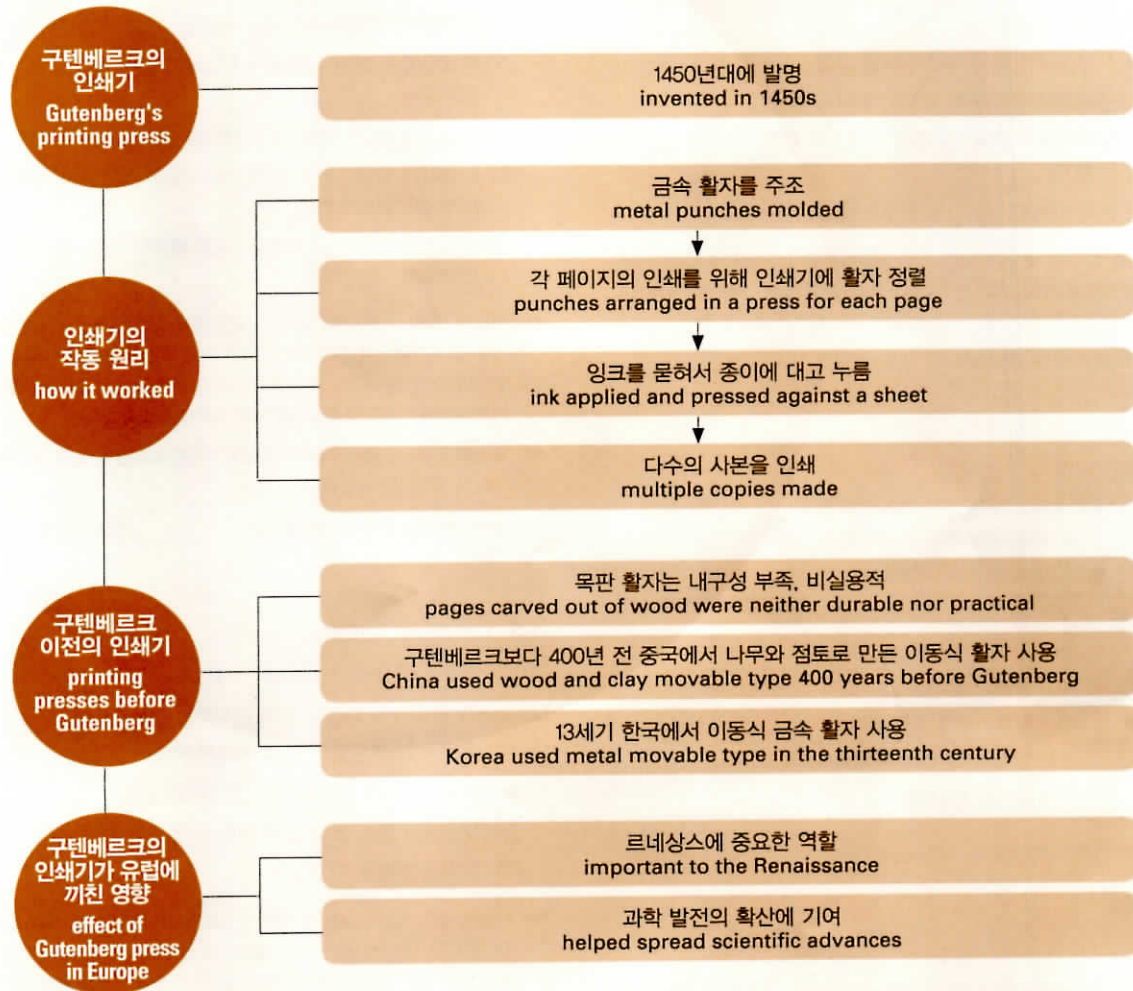 구텐베르크의
인쇄기
Gutenberg's
printing press
1450년대에 발명
invented in 1450s
인쇄기의
작동 원리
how it worked
금속 활자를 주조
metal punches molded
각 페이지의 인쇄를 위해 인쇄기에 활자 정렬
punches arranged in a press for each page
잉크를 묻혀서 종이에 대고 누름
ink applied and pressed against a sheet
다수의 사본을 인쇄
multiple copies made
구텐베르크
이전의 인쇄기
printing
presses before
Gutenberg
목판 활자는 내구성 부족, 비실용적
pages carved out of wood were neither durable nor practical
구텐베르크보다 400년 전 중국에서 나무와 점토로 만든 이동식 활자 사용
China used wood and clay movable type 400 years before Gutenberg
13세기 한국에서 이동식 금속 활자 사용
Korea used metal movable type in the thirteenth century
구텐베르크의
인쇄기가 유럽에
끼친 영향
effect of
Gutenberg press
in Europe
르네상스에 중요한 역할
important to the Renaissance
과학 발전의 확산에 기여
helped spread scientific advances